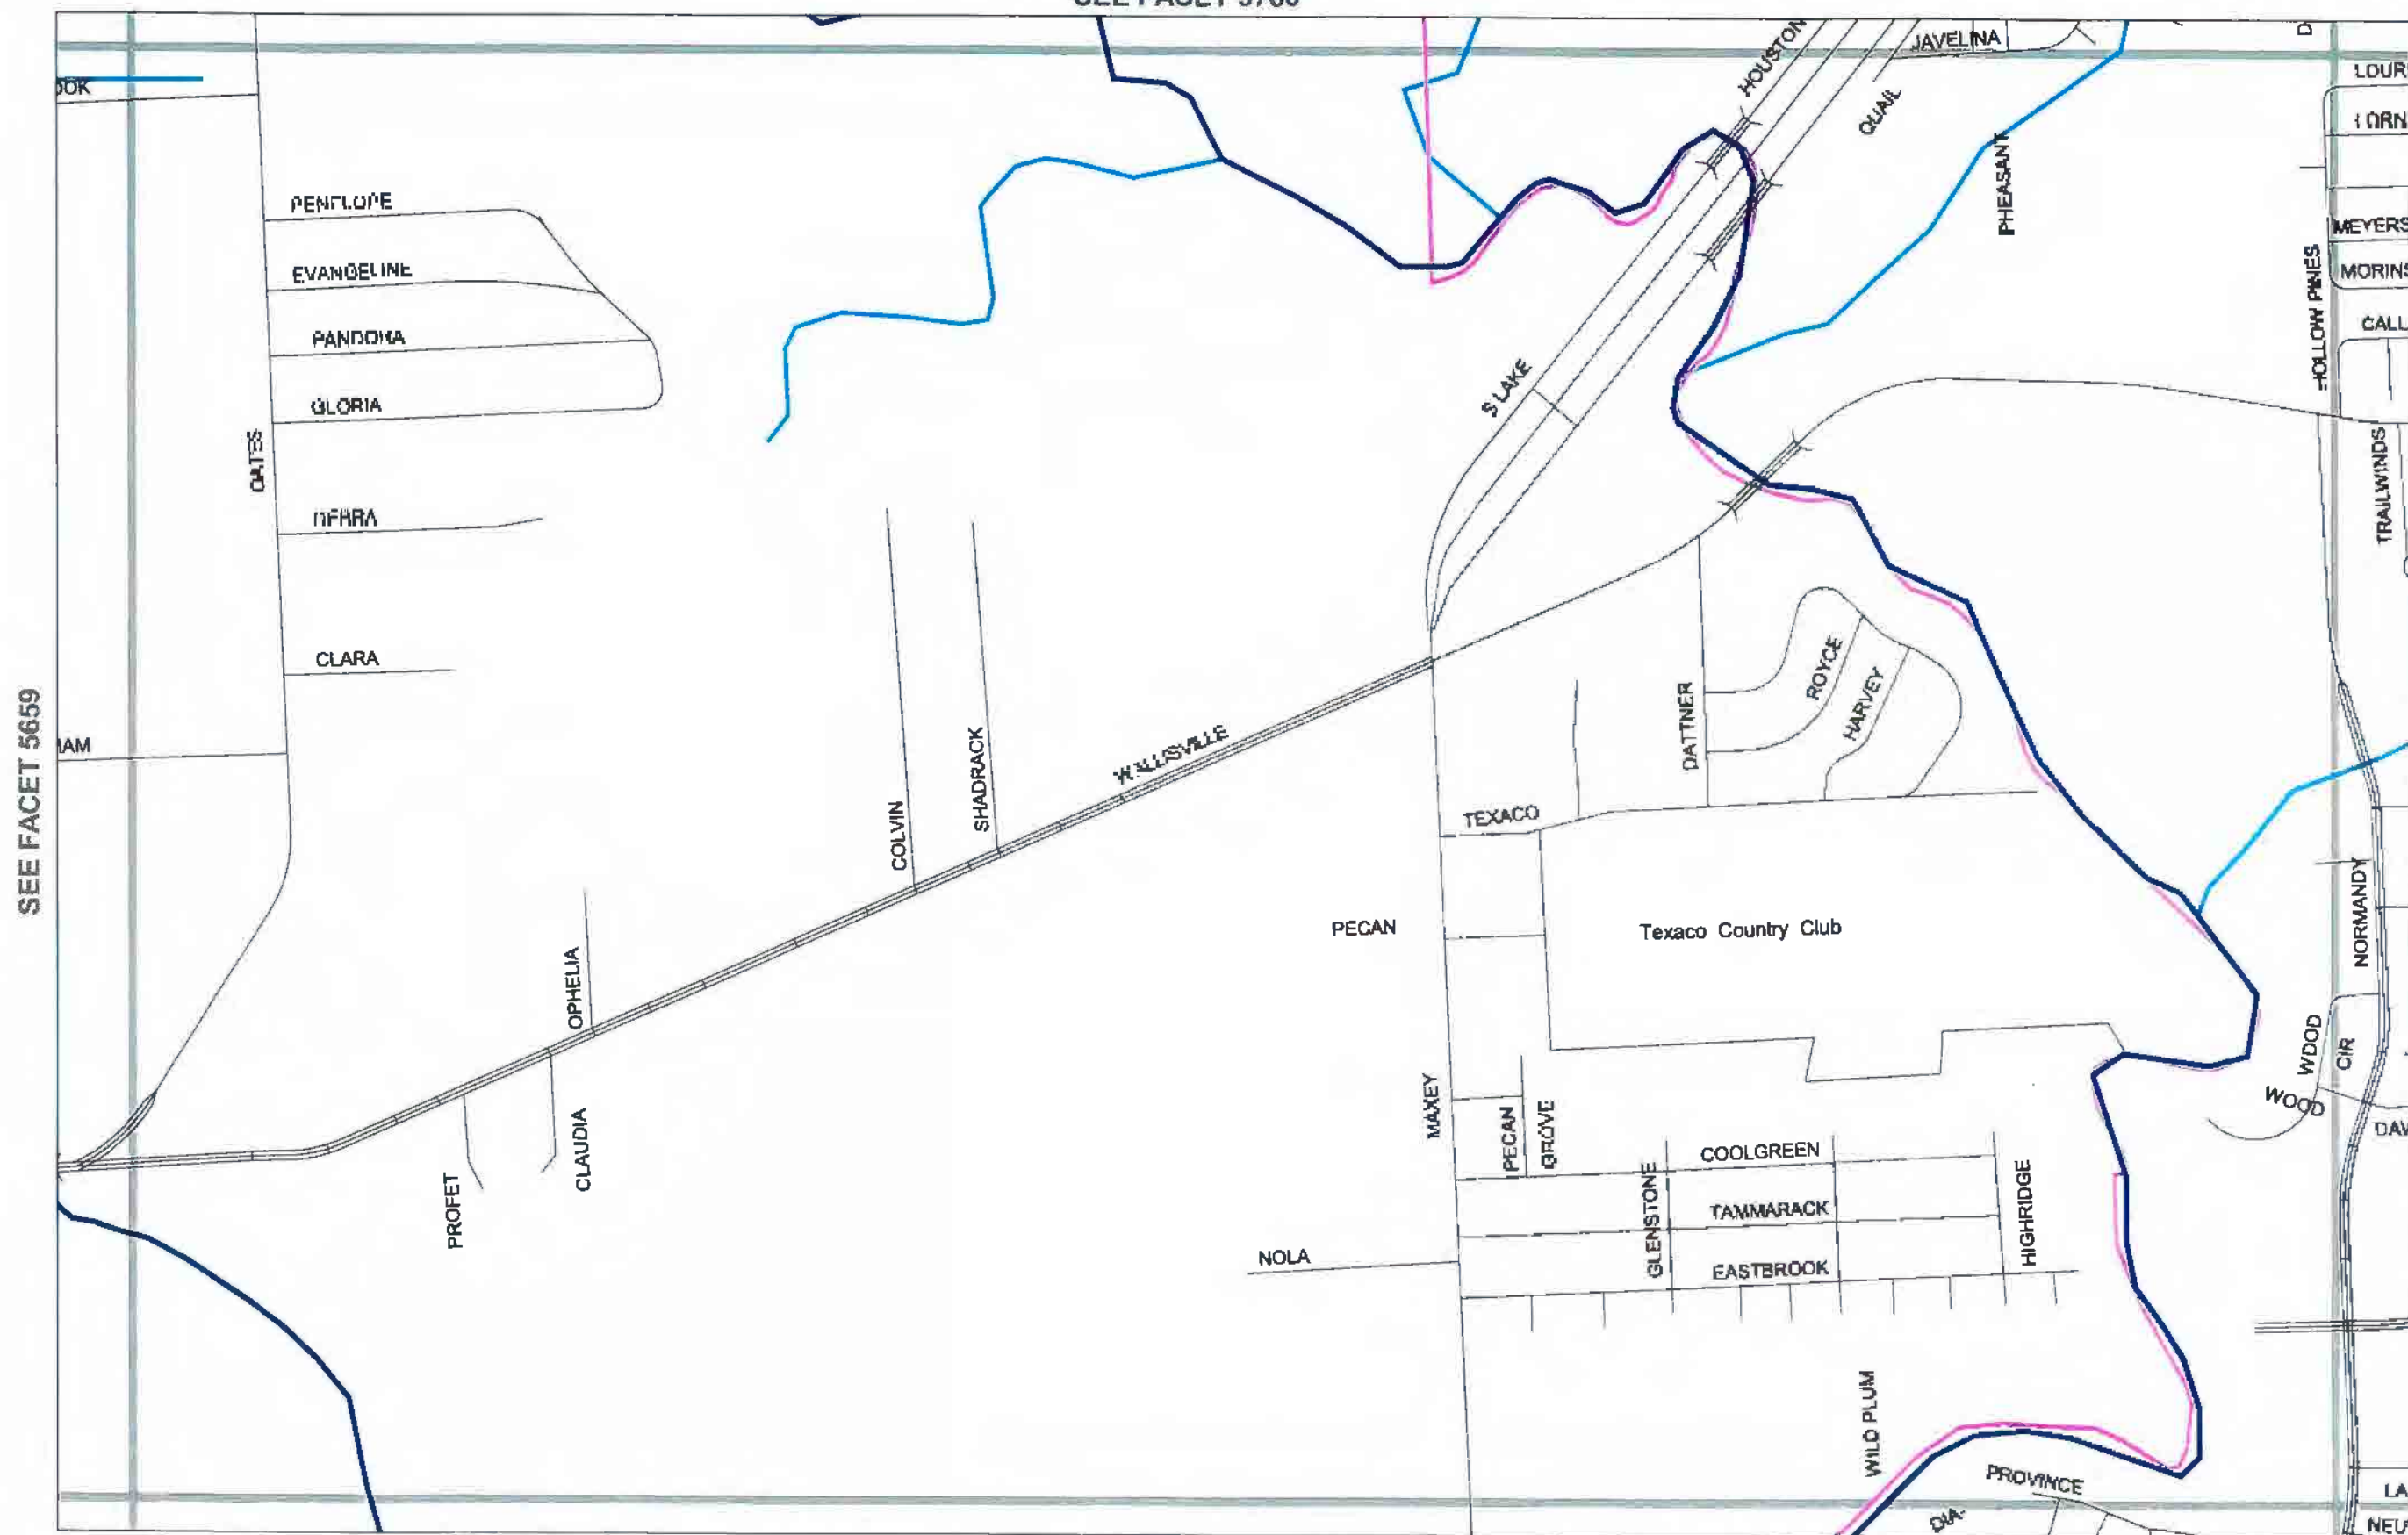 SEE FACET 5659
HOUSTON
JAVELINA
QUAIL
PHEASANT
PENELOPE
EVANGELINE
PANDORA
GLORIA
OATES
CLARA
S LAKE
HOLLOW PINES
MEYERS
TRAILWINDS
ROYCE
HARVEY
DATTNER
SHADRACK
COLVIN
WALLISVILLE
TEXACO
PECAN
Texaco Country Club
NORMANDY
OPHELIA
MAXEY
PECAN
GROVE
WOOD
CIR
WOOD
CLAUDIA
PROFET
COOLGREEN
GLENSTONE
TAMMARACK
HIGHRIDGE
NOLA
EASTBROOK
WILD PLUM
PROVINCE